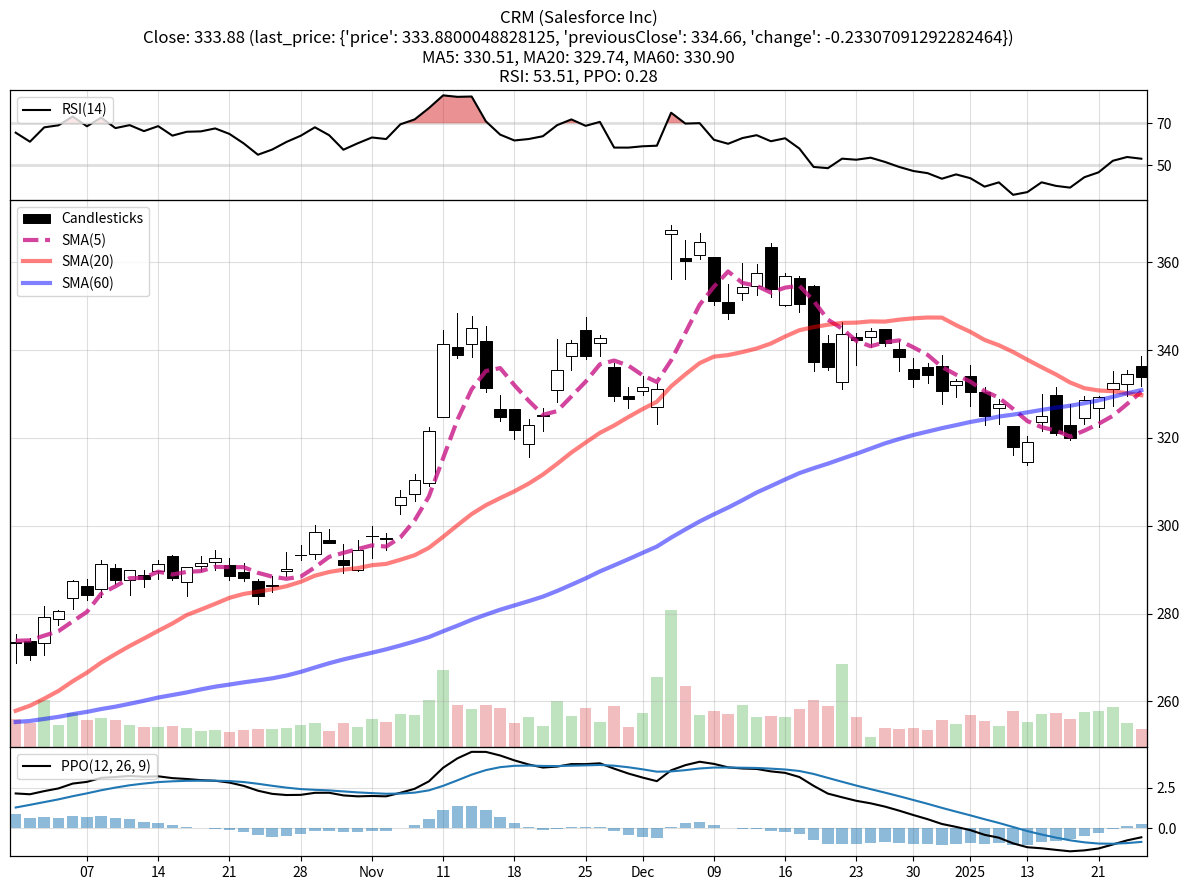 CRM (Salesforce Inc)
Close: 333.88 (last_price: {'price': 333.8800048828125, 'previousClose': 334.66, 'change': -0.23307091292282464})
MA5: 330.51, MA20: 329.74, MA60: 330.90
RSI: 53.51, PPO: 0.28
RSI(14)
70
50
Candlesticks
SMA(5)
SMA(20)
SMA(60)
360
340
320
300
280
260
PPO(12, 26, 9)
2.5
0.0
07 14 21 28 Nov 11 18 25 Dec 09 16 23 30 2025 13 21